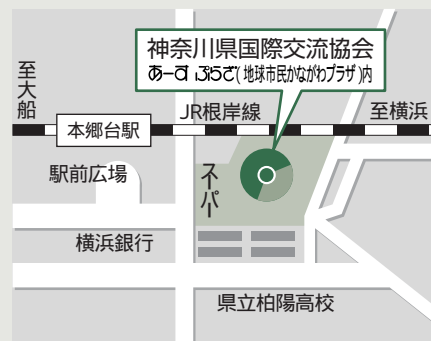 神奈川県国際交流協会
あーすぷらざ(地球市民かながわプラザ)内
至大船
JR根岸線
至横浜
本郷台駅
駅前広場
スーパー
横浜銀行
県立柏陽高校